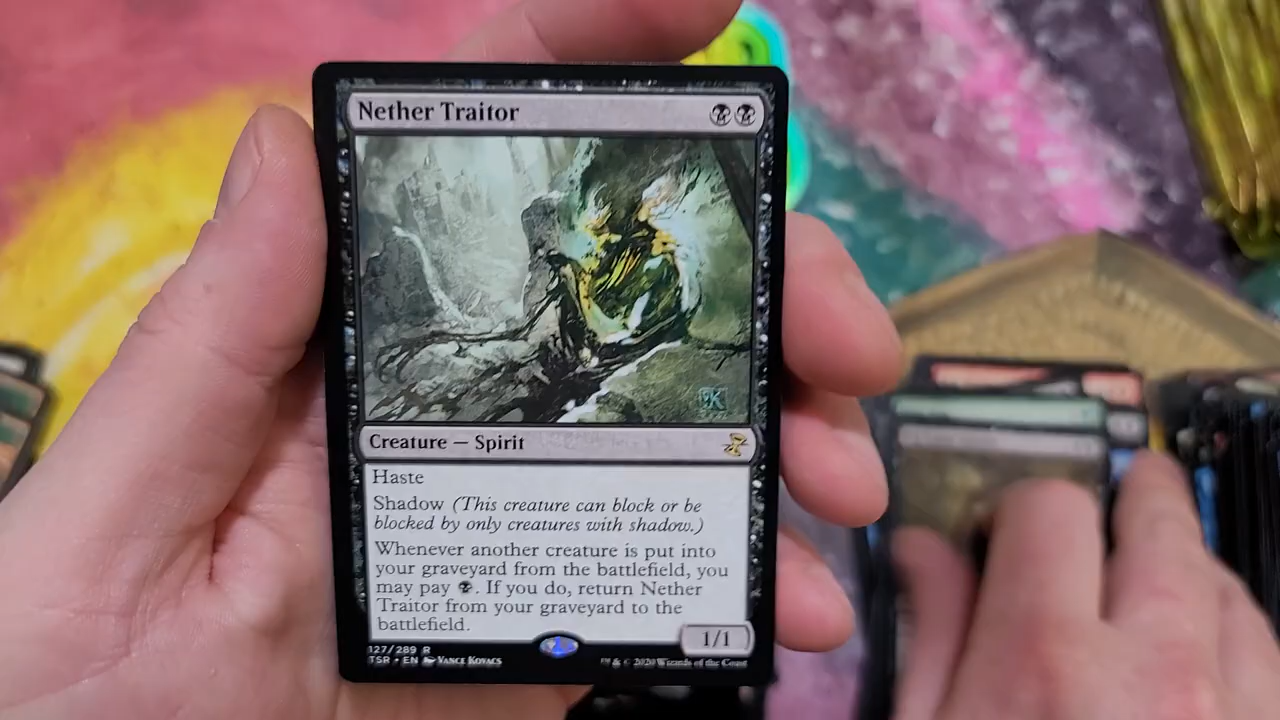 Nether Traitor
Creature — Spirit
Haste
Shadow (This creature can block or be
blocked by only creatures with shadow.)
Whenever another creature is put into
your graveyard from the battlefield, you
may pay . If you do, return Nether
Traitor from your graveyard to the
battlefield.
1/1
127/289 R
TSR • EN Vance Kovacs
™ & © 2020 Wizards of the Coast